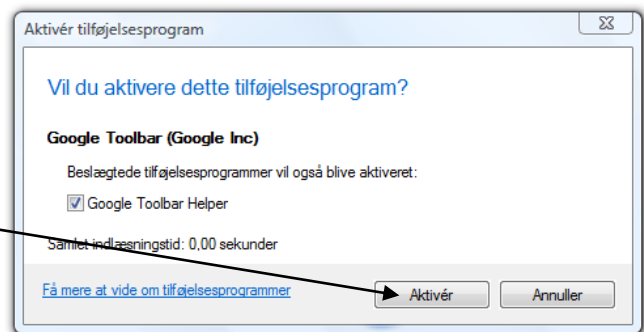 Aktivér tilføjelsesprogram
Vil du aktivere dette tilføjelsesprogram?
Google Toolbar (Google Inc)
Beslægtede tilføjelsesprogrammer vil også blive aktiveret:
Google Toolbar Helper
Samlet indlæsningstid: 0,00 sekunder
Få mere at vide om tilføjelsesprogrammer Aktivér Annuller